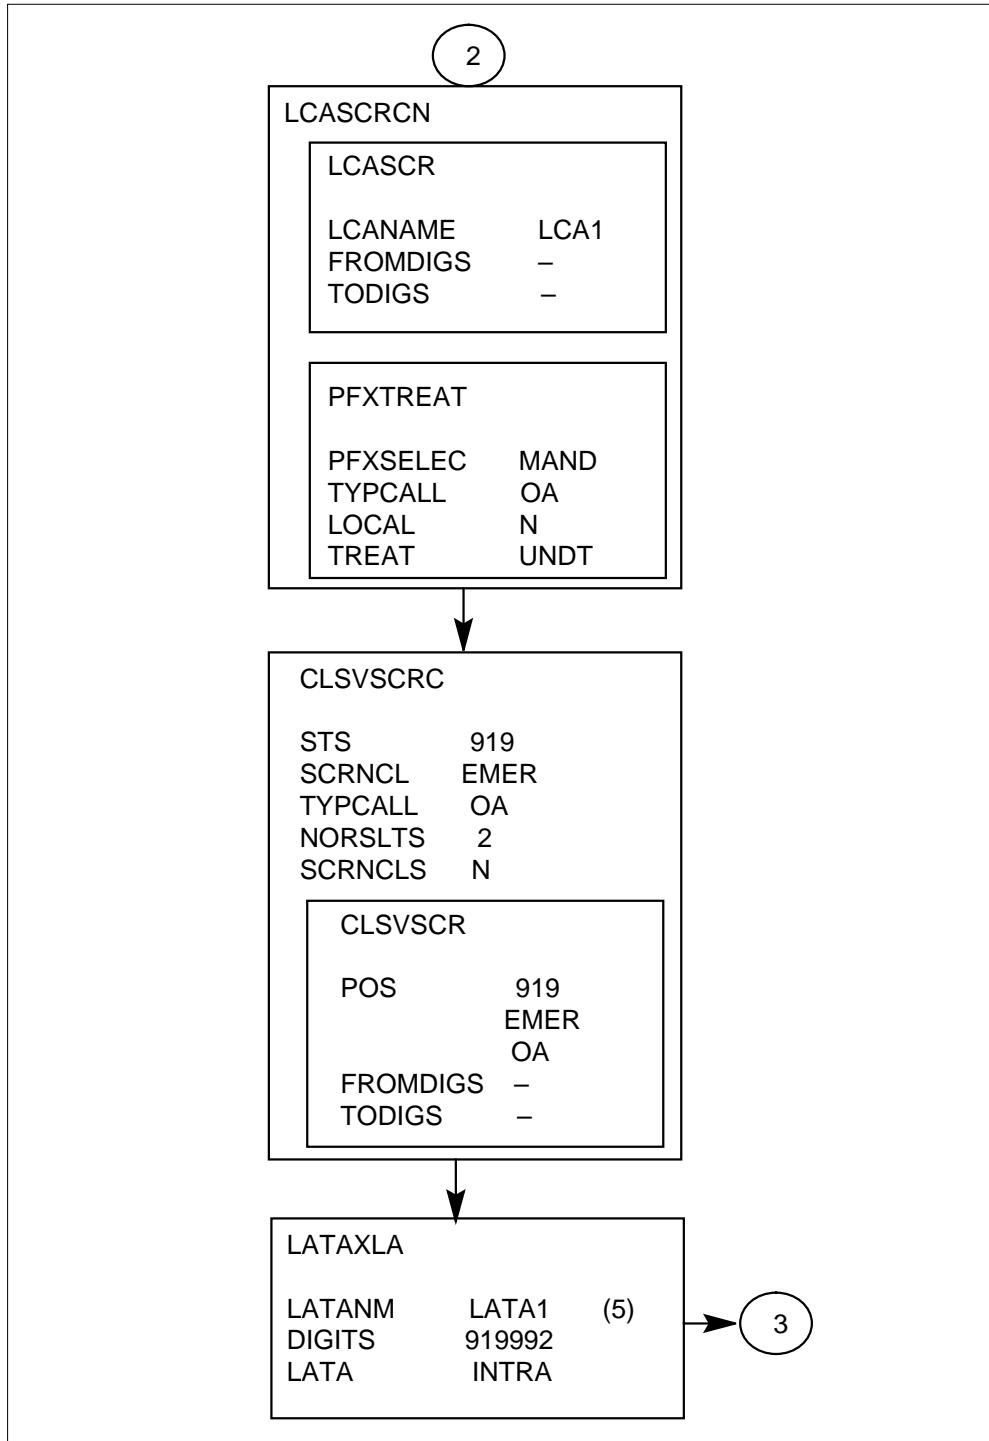 2
LCASCRCN
LCASCR
LCANAME LCA1
FROMDIGS –
TODIGS –
PFXTREAT
PFXSELEC MAND
TYPCALL OA
LOCAL N
TREAT UNDT
CLSVSCRC
STS 919
SCRNCL EMER
TYPCALL OA
NORSLTS 2
SCRNCLS N
CLSVSCR
POS 919
EMER
OA
FROMDIGS –
TODIGS –
LATAXLA
LATANM LATA1 (5)
DIGITS 919992
LATA INTRA
3